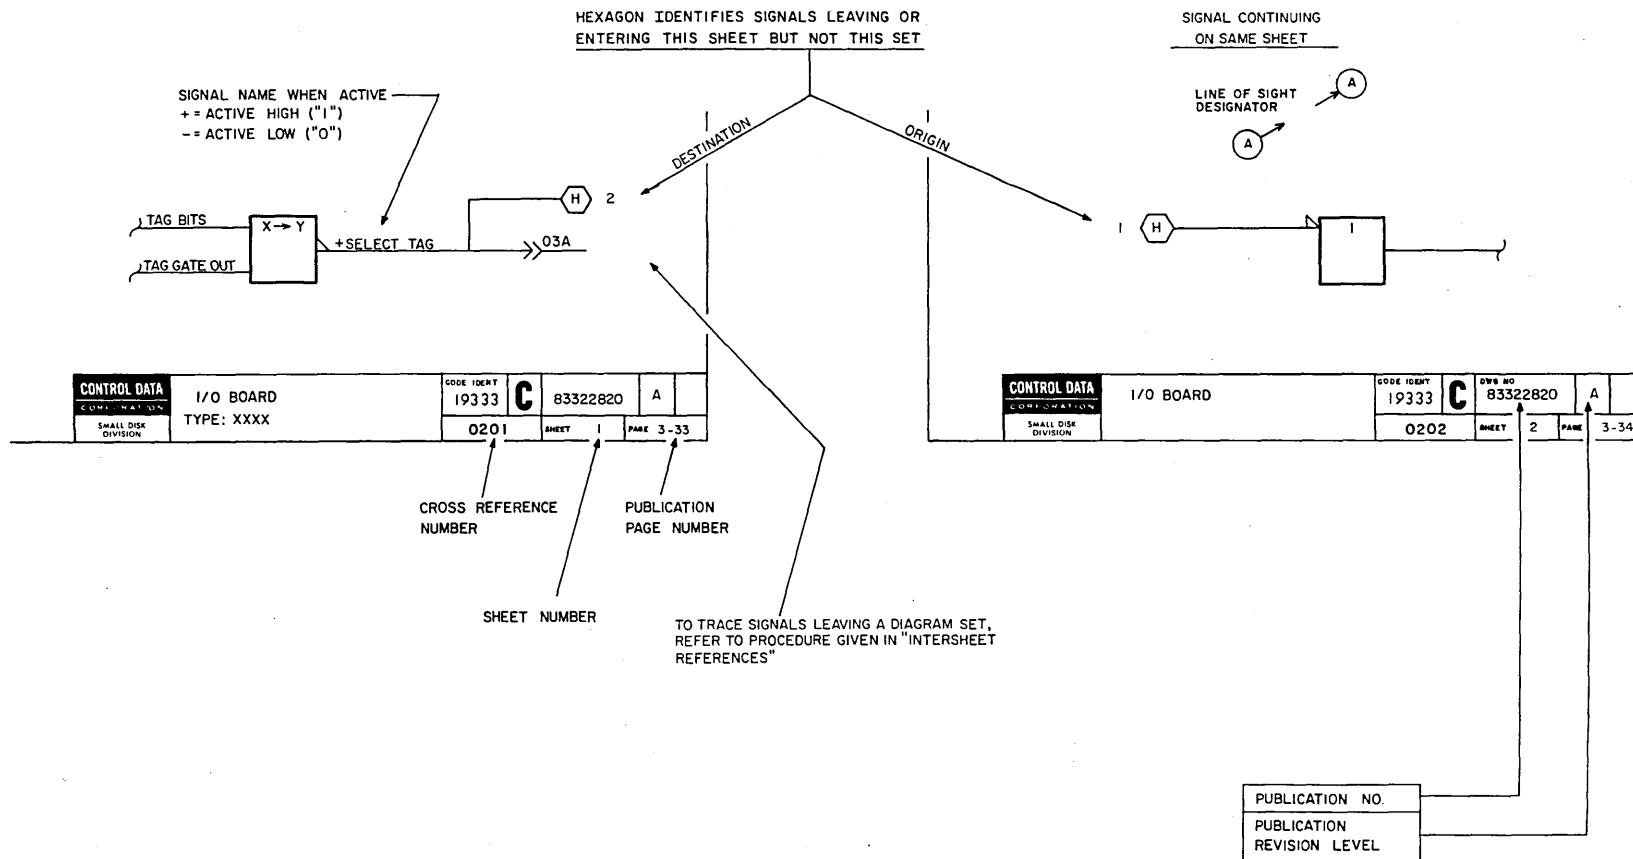 HEXAGON IDENTIFIES SIGNALS LEAVING OR
ENTERING THIS SHEET BUT NOT THIS SET
SIGNAL CONTINUING
ON SAME SHEET
SIGNAL NAME WHEN ACTIVE
+ = ACTIVE HIGH ("1")
- = ACTIVE LOW ("0")
LINE OF SIGHT
DESIGNATOR
A
A
DESTINATION
ORIGIN
TAG BITS
X → Y
+SELECT TAG
H 2
03A
TAG GATE OUT
1 H
1
CONTROL DATA
CORPORATION
SMALL DISK
DIVISION
I/O BOARD
TYPE: XXXX
CODE IDENT
19333
C
83322820
A
0201
SHEET 1
PAGE 3-33
CONTROL DATA
CORPORATION
SMALL DISK
DIVISION
I/O BOARD
CODE IDENT
19333
C
DWG NO
83322820
A
0202
SHEET 2
PAGE 3-34
CROSS REFERENCE
NUMBER
PUBLICATION
PAGE NUMBER
SHEET NUMBER
TO TRACE SIGNALS LEAVING A DIAGRAM SET,
REFER TO PROCEDURE GIVEN IN "INTERSHEET
REFERENCES"
PUBLICATION NO.
PUBLICATION
REVISION LEVEL